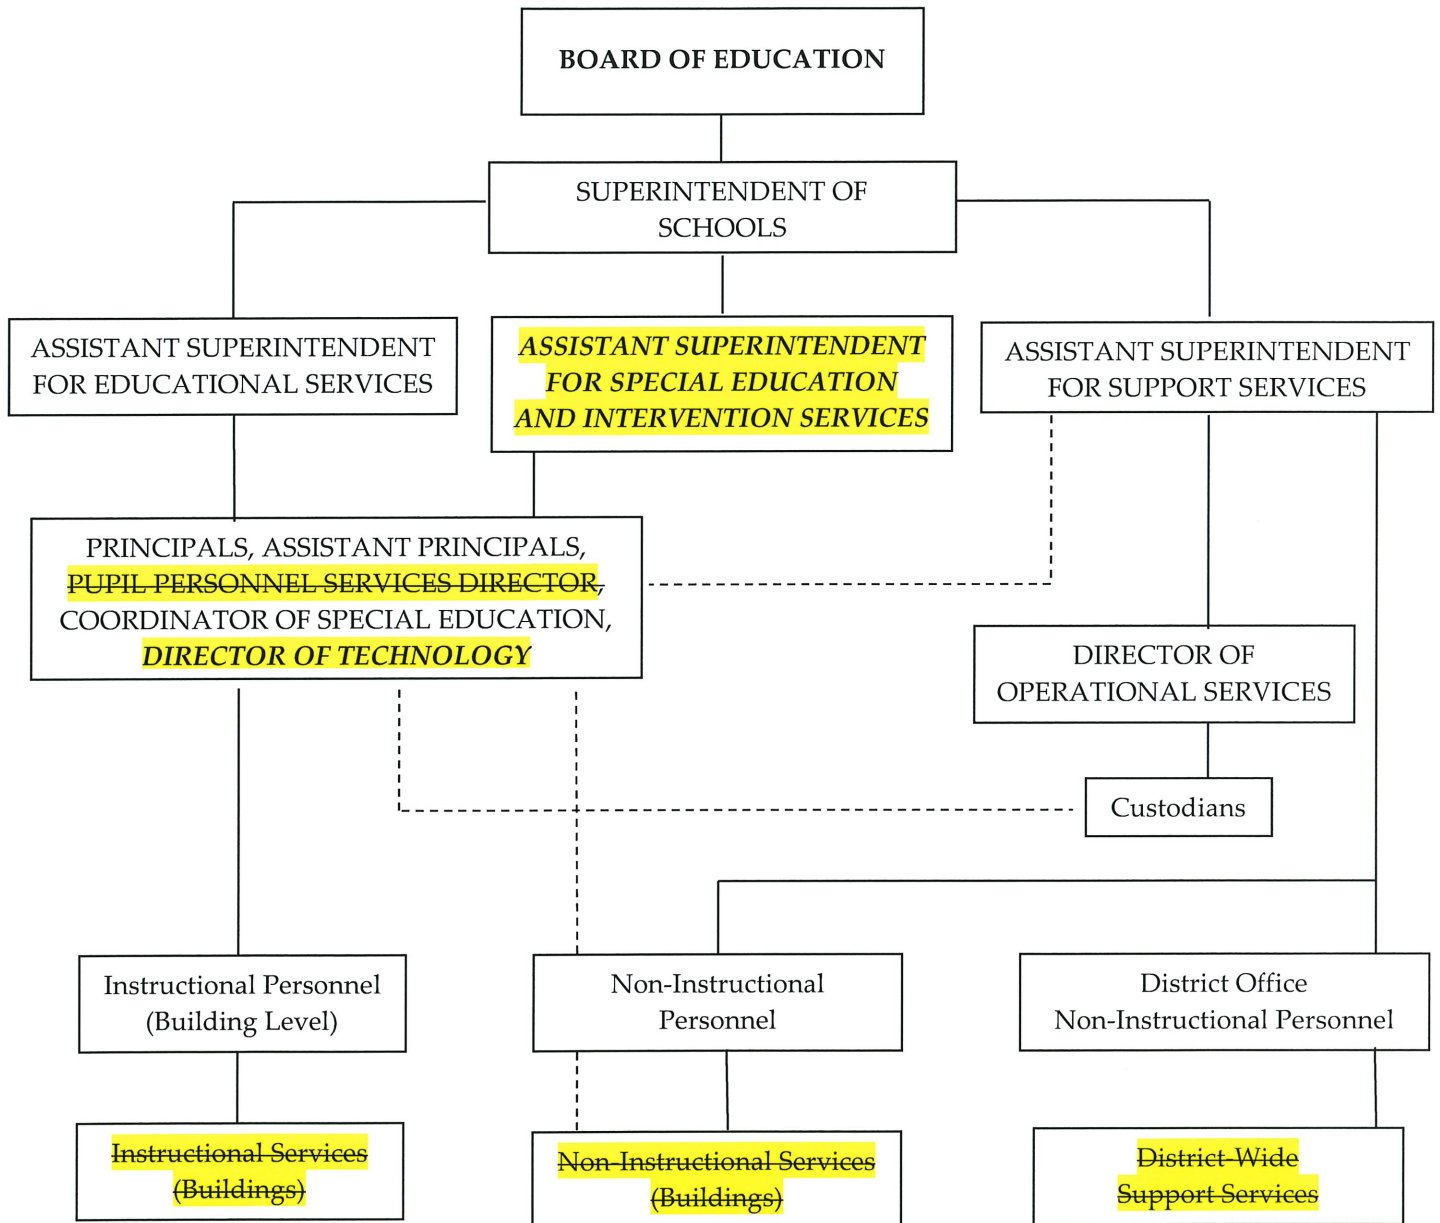 BOARD OF EDUCATION
SUPERINTENDENT OF
SCHOOLS
ASSISTANT SUPERINTENDENT
FOR EDUCATIONAL SERVICES
ASSISTANT SUPERINTENDENT
FOR SPECIAL EDUCATION
AND INTERVENTION SERVICES
ASSISTANT SUPERINTENDENT
FOR SUPPORT SERVICES
PRINCIPALS, ASSISTANT PRINCIPALS,
PUPIL PERSONNEL SERVICES DIRECTOR,
COORDINATOR OF SPECIAL EDUCATION,
DIRECTOR OF TECHNOLOGY
DIRECTOR OF
OPERATIONAL SERVICES
Custodians
Instructional Personnel
(Building Level)
Non-Instructional
Personnel
District Office
Non-Instructional Personnel
Instructional Services
(Buildings)
Non-Instructional Services
(Buildings)
District-Wide
Support Services